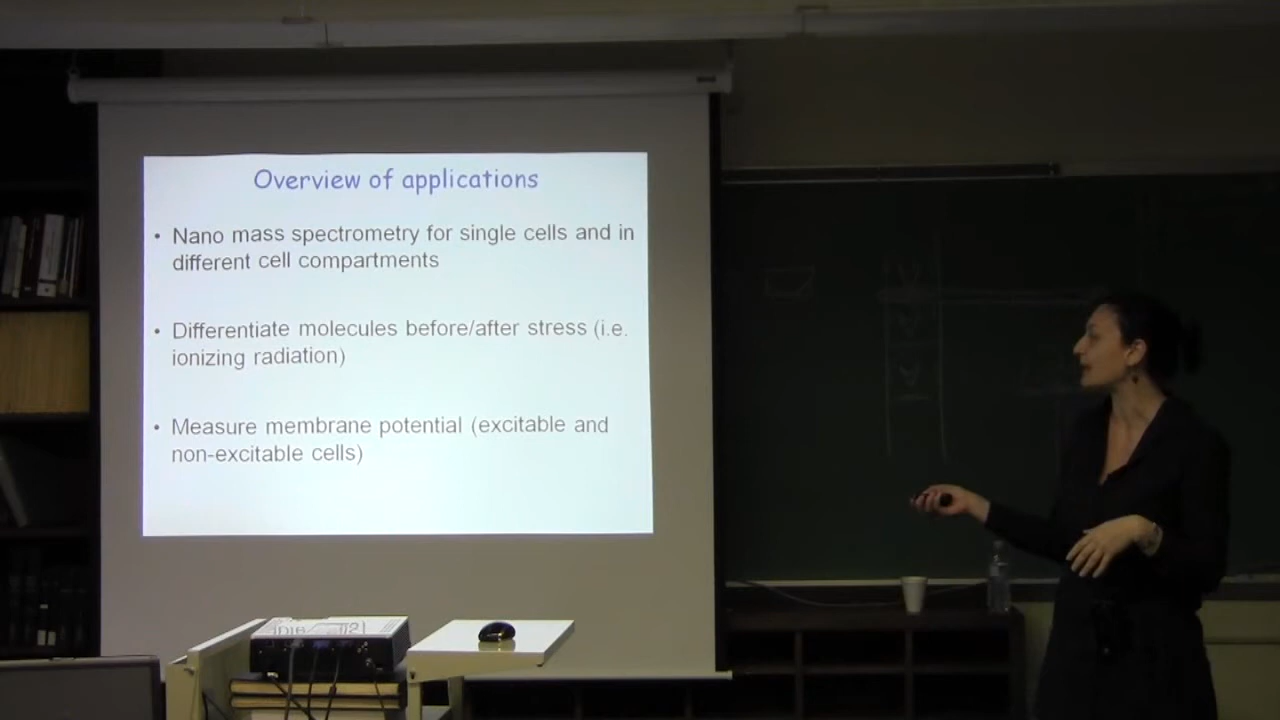 Overview of applications
• Nano mass spectrometry for single cells and in
different cell compartments
• Differentiate molecules before/after stress (i.e.
ionizing radiation)
• Measure membrane potential (excitable and
non-excitable cells)